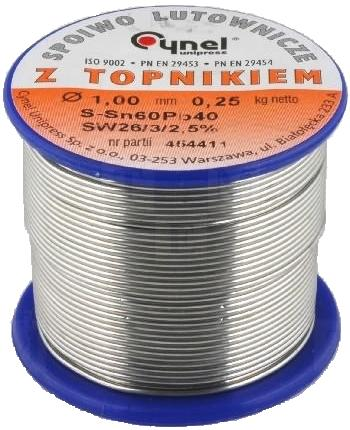 SPOIWO LUTOWNICZE
Cynel
unipress
ISO 9002 • PN EN 29453 • PN EN 29454
Z TOPNIKIEM
Ø 1,00 mm 0,25 kg netto
S-Sn60Pb40
SW26/3/2,5%
nr partii 454411
Cynel Unipress Sp. z o.o., 03-253 Warszawa, ul. Białołęcka 233 A